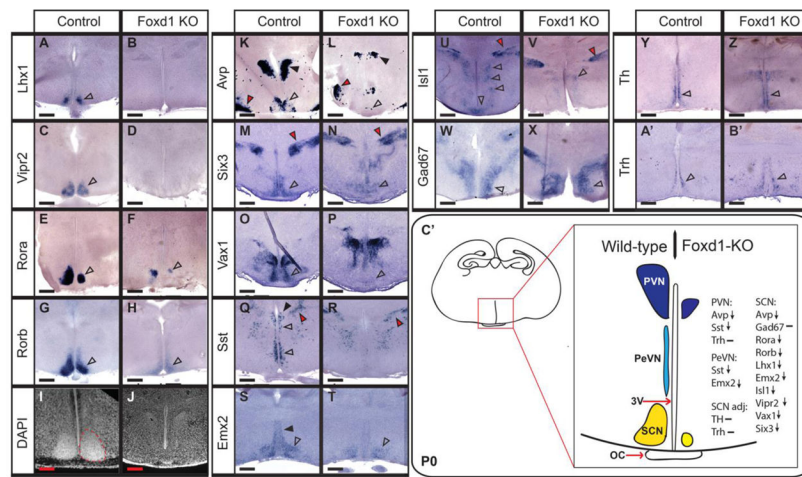 Control
Foxd1 KO
Control
Foxd1 KO
Control
Foxd1 KO
Control
Foxd1 KO
Lhx1
A
B
Vipr2
C
D
Rora
E
F
Rorb
G
H
DAPI
I
J
Avp
K
L
Six3
M
N
Vax1
O
P
Sst
Q
R
Emx2
S
T
Isl1
U
V
Gad67
W
X
Th
Y
Z
Trh
A'
B'
C'
P0
Wild-type
Foxd1-KO
PVN
PeVN
3V
SCN
OC
PVN:
Avp↓
Sst↓
Trh–
PeVN:
Sst↓
Emx2↓
SCN adj:
TH –
Trh–
SCN:
Avp↓
Gad67–
Rora↓
Rorb↓
Lhx1↓
Emx2↓
Isl1↓
Vipr2↓
Vax1↓
Six3↓